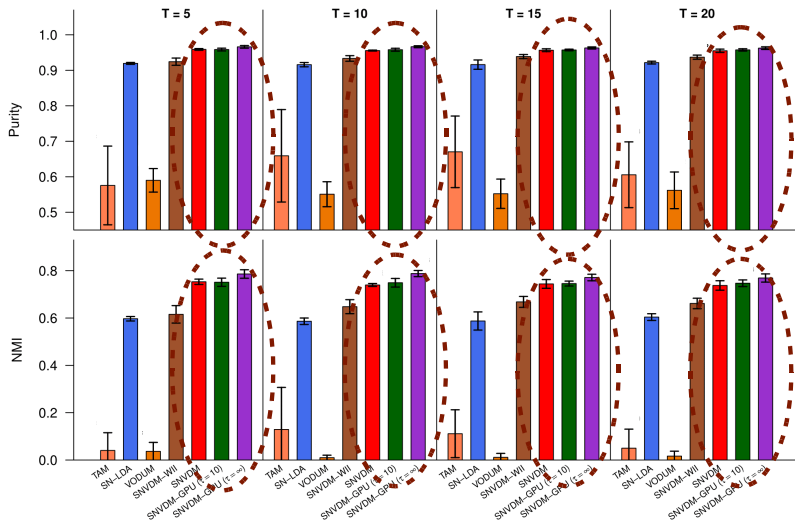 T = 5
T = 10
T = 15
T = 20
Purity
1.0
0.9
0.8
0.7
0.6
0.5
NMI
0.8
0.6
0.4
0.2
0.0
TAM
SN−LDA
VODUM
SNVDM−WII
SNVDM
SNVDM−GPU (τ = 10)
SNVDM−GPU (τ = ∞)
TAM
SN−LDA
VODUM
SNVDM−WII
SNVDM
SNVDM−GPU (τ = 10)
SNVDM−GPU (τ = ∞)
TAM
SN−LDA
VODUM
SNVDM−WII
SNVDM
SNVDM−GPU (τ = 10)
SNVDM−GPU (τ = ∞)
TAM
SN−LDA
VODUM
SNVDM−WII
SNVDM
SNVDM−GPU (τ = 10)
SNVDM−GPU (τ = ∞)